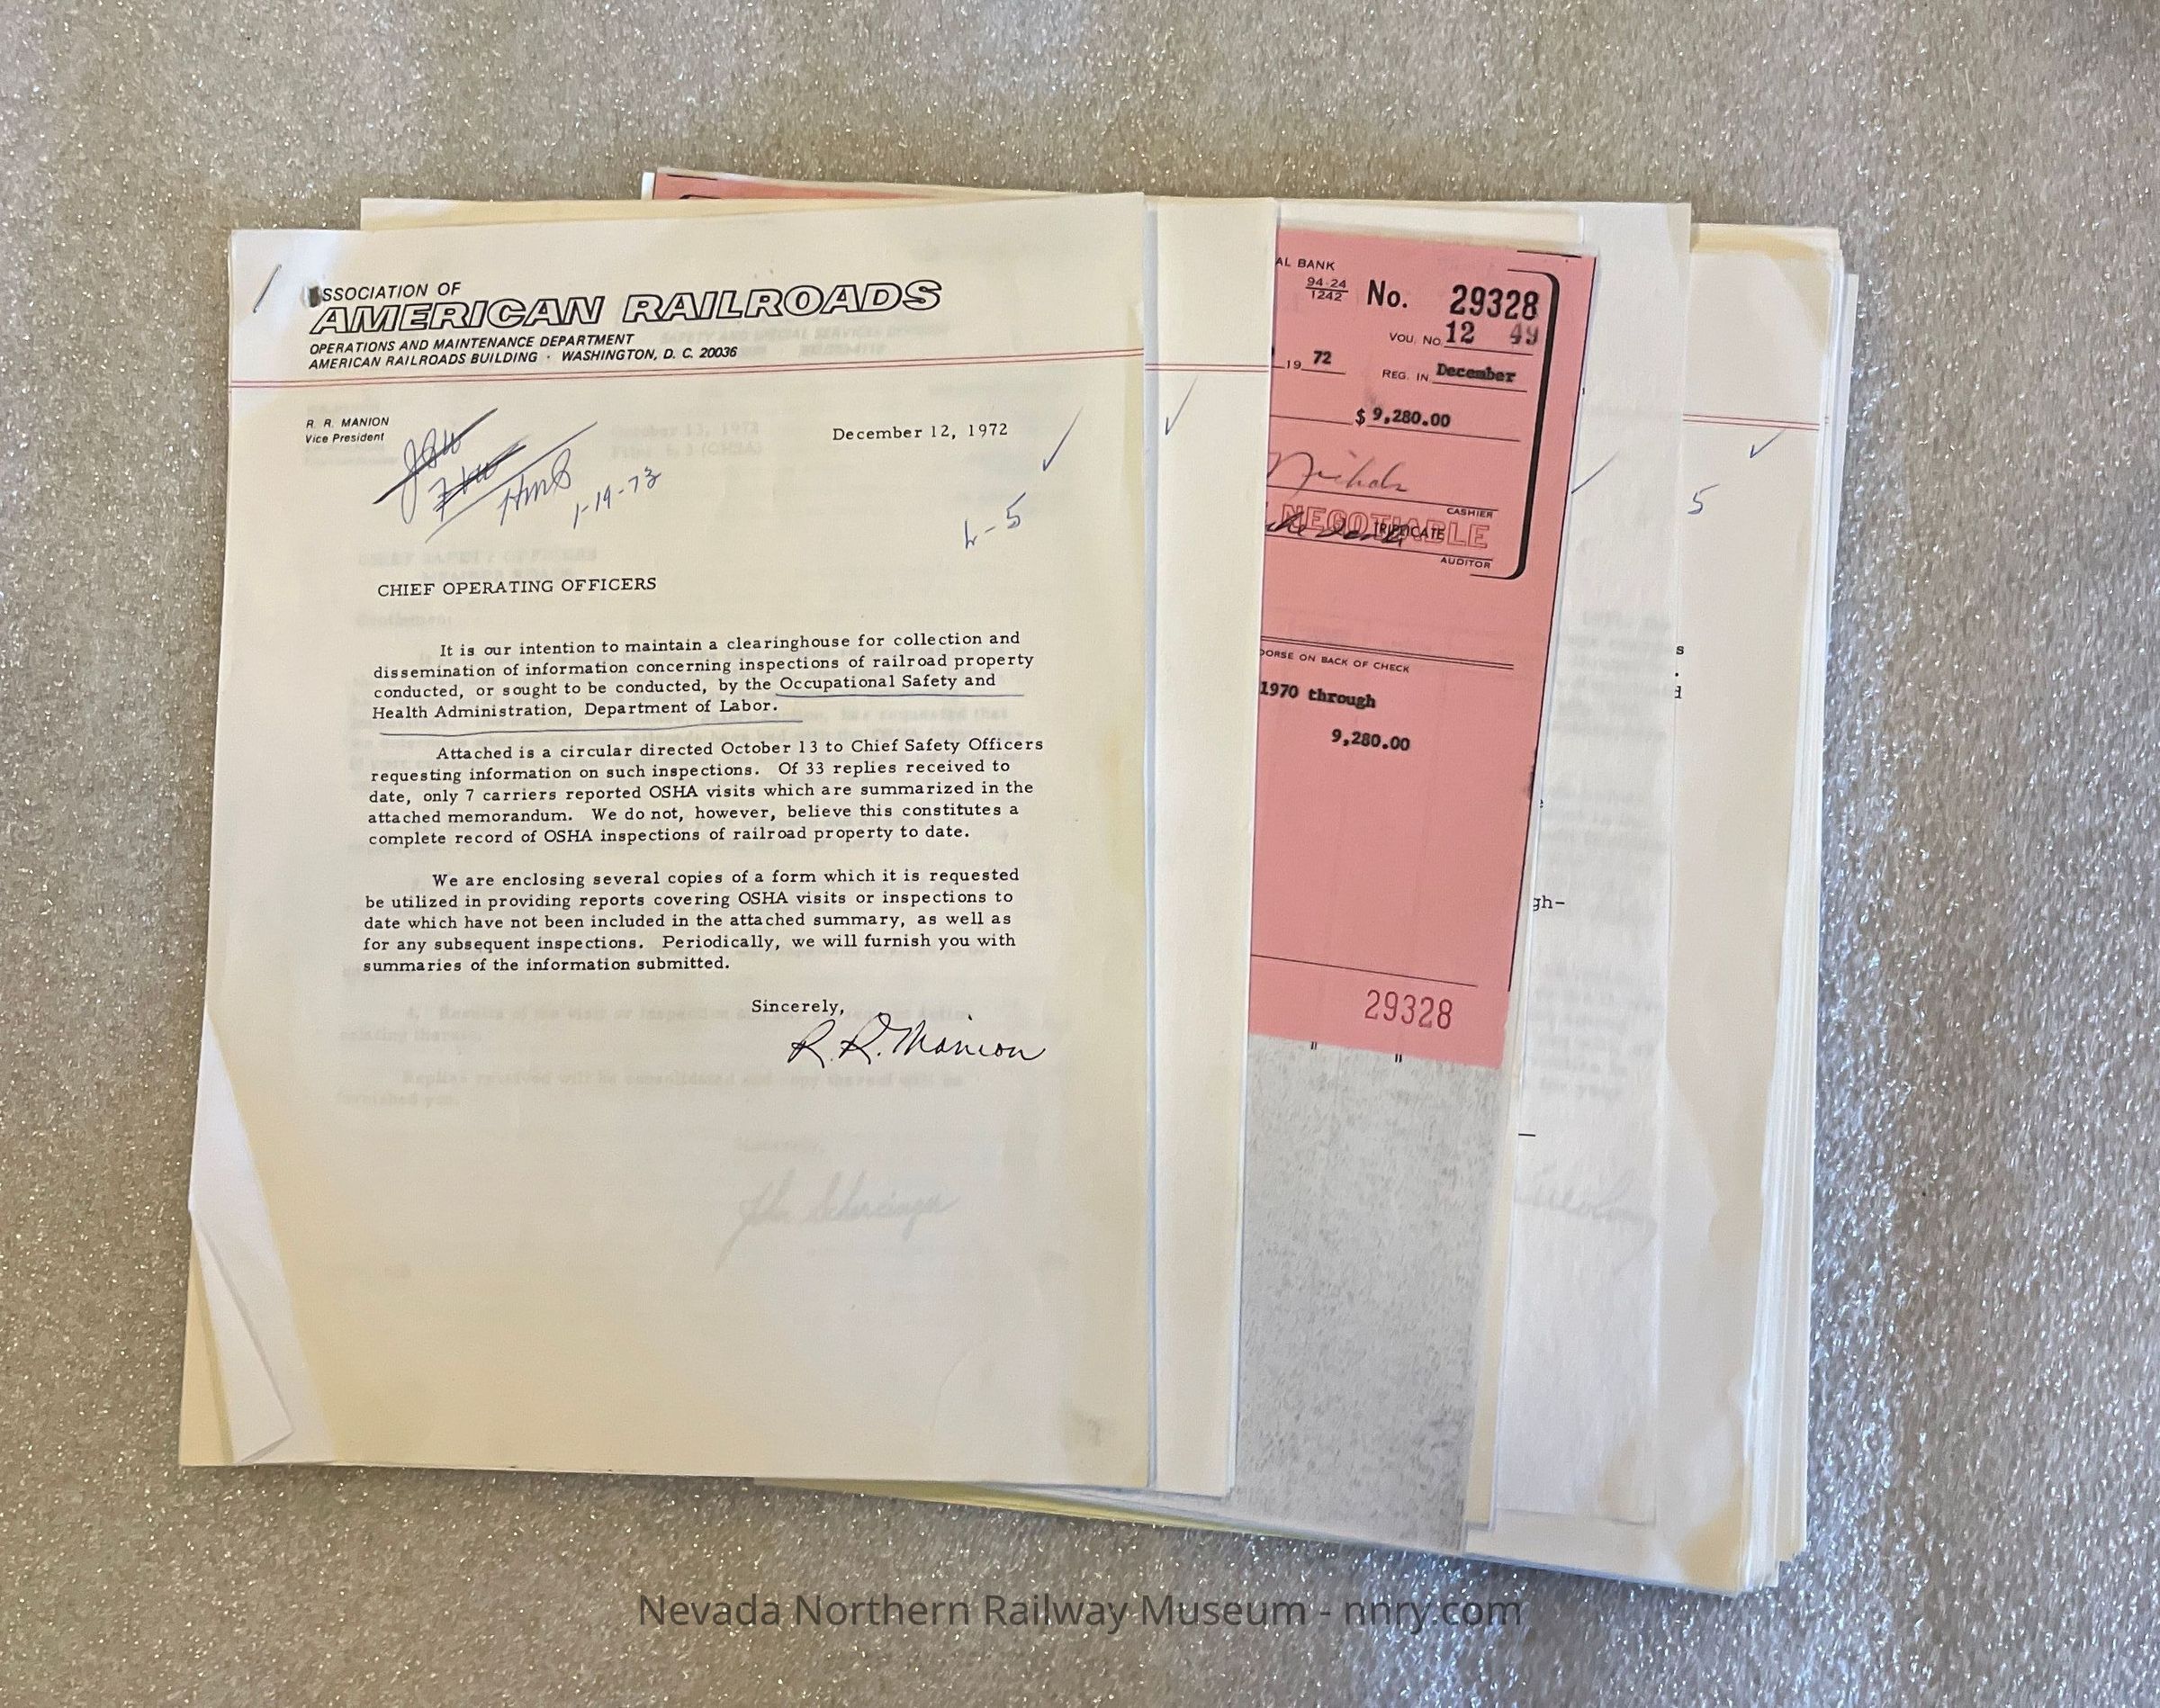 SSOCIATION OF
AMERICAN RAILROADS
OPERATIONS AND MAINTENANCE DEPARTMENT
AMERICAN RAILROADS BUILDING · WASHINGTON, D. C. 20036
R. R. MANION
Vice President
December 12, 1972
HMS
1-19-73
L-5
CHIEF OPERATING OFFICERS
It is our intention to maintain a clearinghouse for collection and
dissemination of information concerning inspections of railroad property
conducted, or sought to be conducted, by the Occupational Safety and
Health Administration, Department of Labor.
Attached is a circular directed October 13 to Chief Safety Officers
requesting information on such inspections. Of 33 replies received to
date, only 7 carriers reported OSHA visits which are summarized in the
attached memorandum. We do not, however, believe this constitutes a
complete record of OSHA inspections of railroad property to date.
We are enclosing several copies of a form which it is requested
be utilized in providing reports covering OSHA visits or inspections to
date which have not been included in the attached summary, as well as
for any subsequent inspections. Periodically, we will furnish you with
summaries of the information submitted.
Sincerely,
R. R. Manion
AL BANK
94-24
1242
No. 29328
VOU. NO. 12 49
19 72
REG. IN December
$ 9,280.00
Nichols
CASHIER
NEGOTIABLE
TRIPLICATE
AUDITOR
DORSE ON BACK OF CHECK
1970 through
9,280.00
29328
5
s
gh-
Nevada Northern Railway Museum - nnry.com